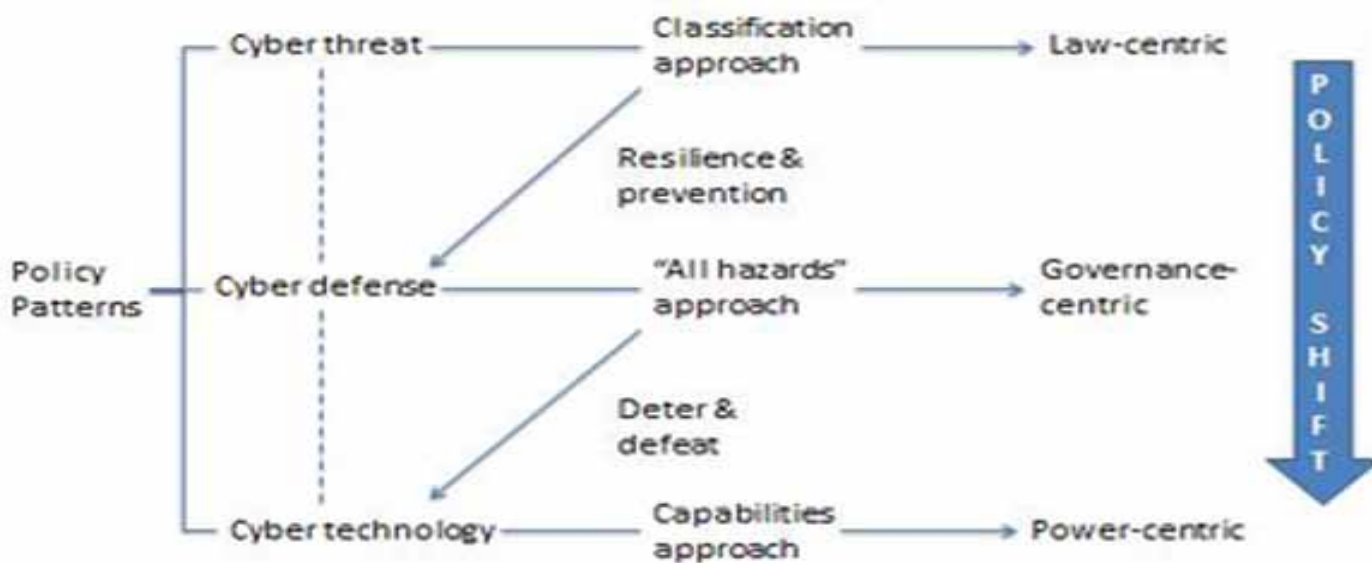 Cyber threat
Classification
approach
Law-centric
Resilience &
prevention
Policy
Patterns
Cyber defense
“All hazards”
approach
Governance-
centric
Deter &
defeat
Cyber technology
Capabilities
approach
Power-centric
POLICY SHIFT